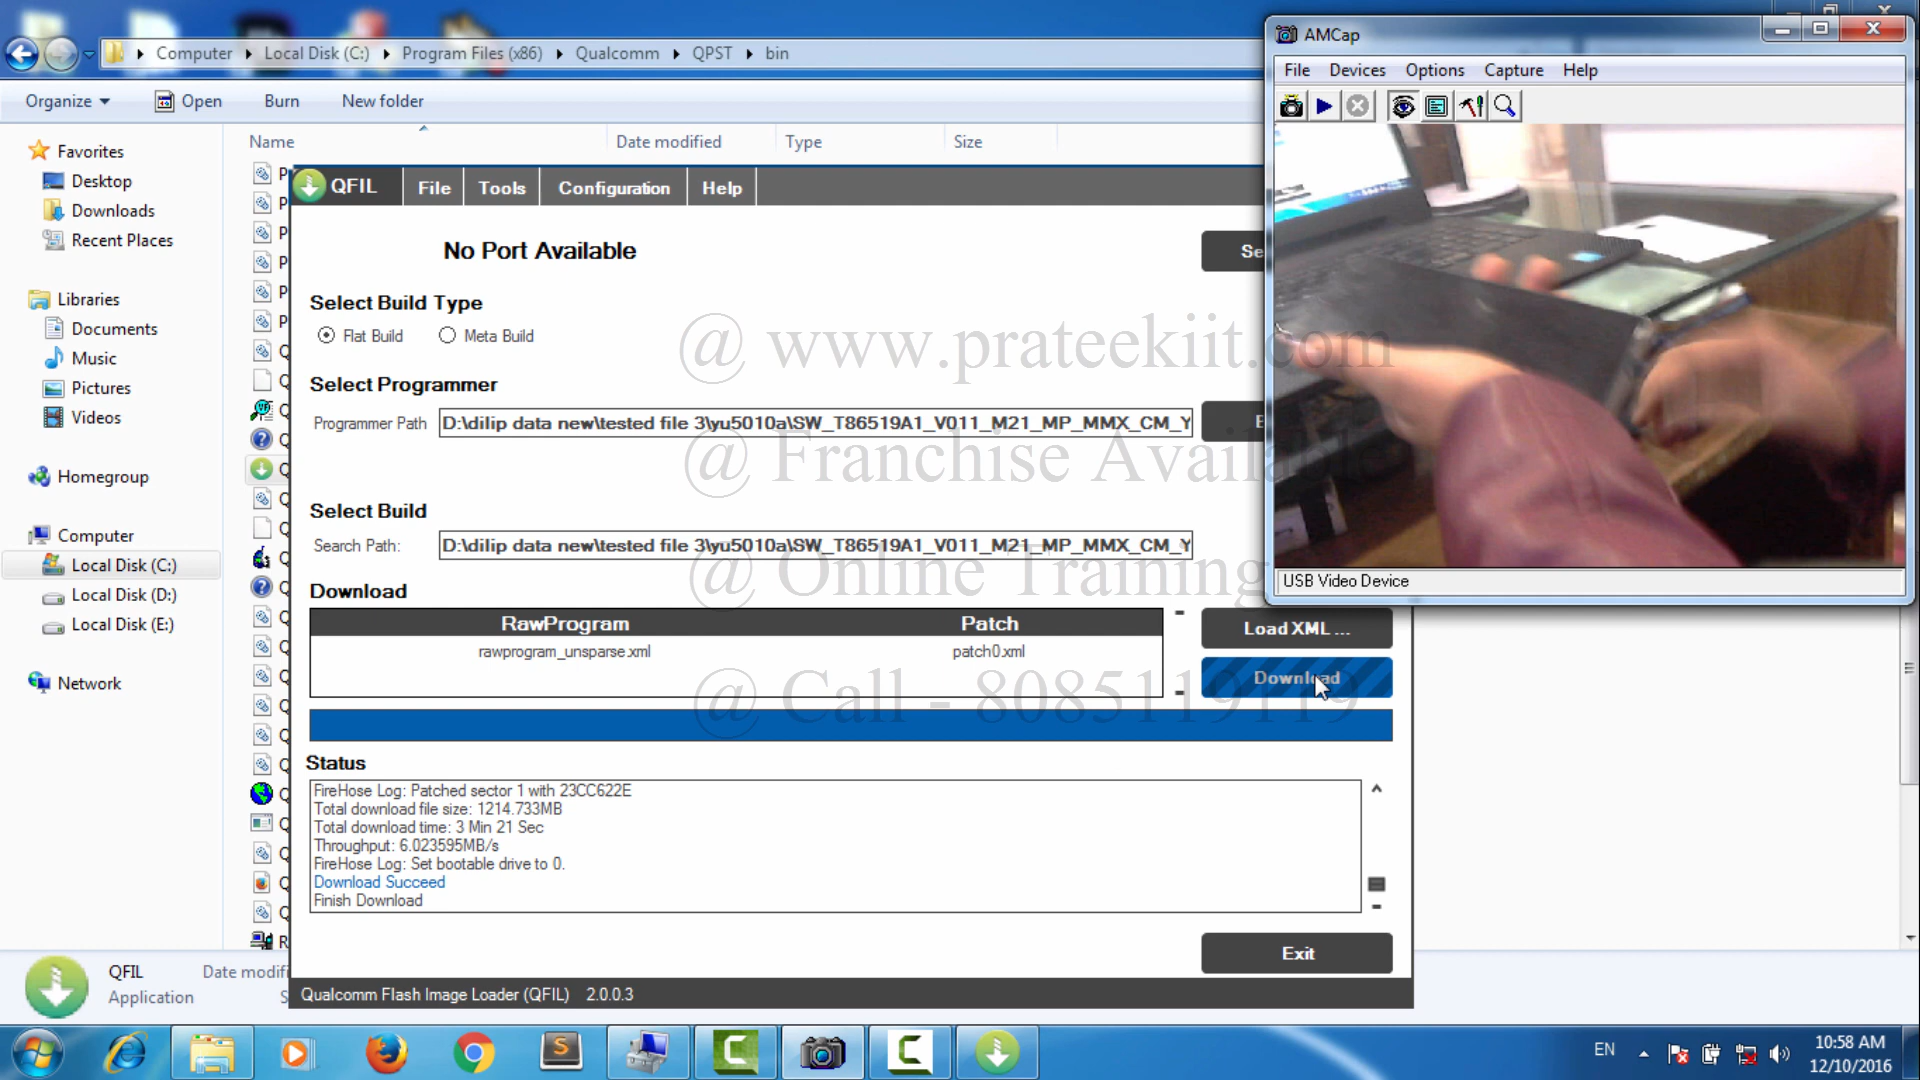 Computer
Local Disk (C:)
Program Files (x86)
Qualcomm
QPST
bin
AMCap
File Devices Options Capture Help
Organize
Open
Burn
New folder
Name
Date modified
Type
Size
Favorites
Desktop
Downloads
Recent Places
Libraries
Documents
Music
Pictures
Videos
Homegroup
Computer
Local Disk (C:)
Local Disk (D:)
Local Disk (E:)
Network
QFIL
File
Tools
Configuration
Help
No Port Available
Select Build Type
Flat Build
Meta Build
@ www.prateekiit.com
Select Programmer
Programmer Path
D:\dilip data new\tested file 3\yu5010a\SW_T86519A1_V011_M21_MP_MMX_CM_Y
@ Franchise Available
Select Build
Search Path:
D:\dilip data new\tested file 3\yu5010a\SW_T86519A1_V011_M21_MP_MMX_CM_Y
@ Online Training
USB Video Device
Download
RawProgram
Patch
rawprogram_unsparse.xml
patch0.xml
Load XML ...
Download
@ Call - 8085119119
Status
FireHose Log: Patched sector 1 with 23CC622E
Total download file size: 1214.733MB
Total download time: 3 Min 21 Sec
Throughput: 6.023595MB/s
FireHose Log: Set bootable drive to 0.
Download Succeed
Finish Download
Exit
Qualcomm Flash Image Loader (QFIL) 2.0.0.3
QFIL
Application
Date modifi
EN
10:58 AM
12/10/2016